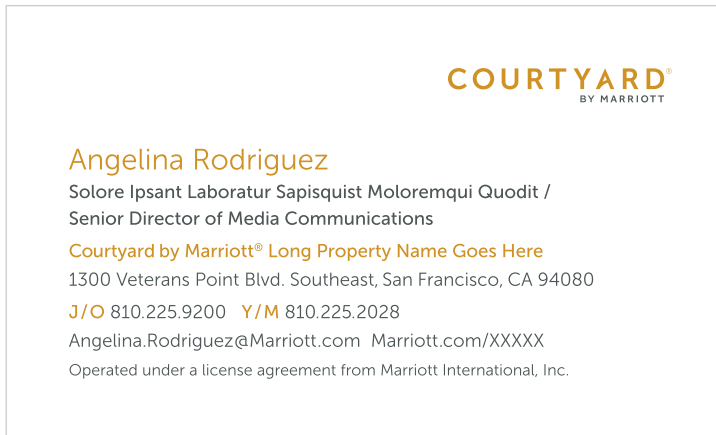 COURTYARD®
BY MARRIOTT
Angelina Rodriguez
Solore Ipsant Laboratur Sapisquist Moloremqui Quodit /
Senior Director of Media Communications
Courtyard by Marriott® Long Property Name Goes Here
1300 Veterans Point Blvd. Southeast, San Francisco, CA 94080
J/O 810.225.9200 Y/M 810.225.2028
Angelina.Rodriguez@Marriott.com Marriott.com/XXXXX
Operated under a license agreement from Marriott International, Inc.